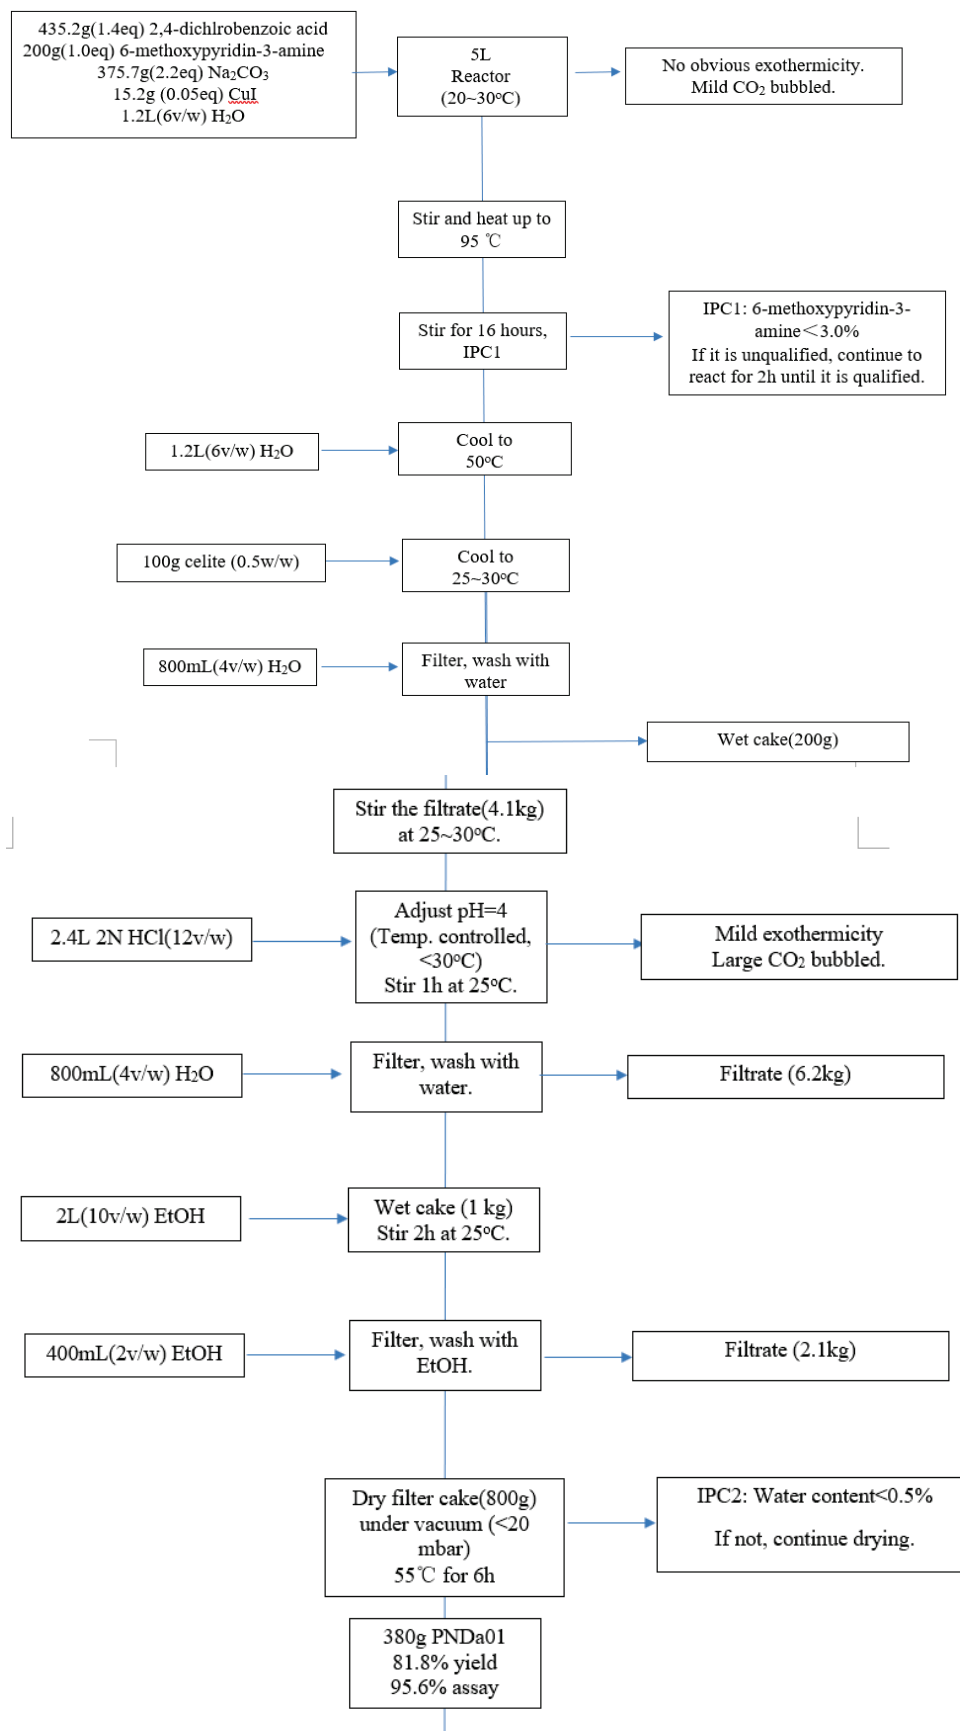 435.2g(1.4eq) 2,4-dichlrobenzoic acid
200g(1.0eq) 6-methoxypyridin-3-amine
375.7g(2.2eq) Na₂CO₃
15.2g (0.05eq) CuI
1.2L(6v/w) H₂O
5L
Reactor
(20~30°C)
No obvious exothermicity.
Mild CO₂ bubbled.
Stir and heat up to
95 ℃
Stir for 16 hours,
IPC1
IPC1: 6-methoxypyridin-3-
amine＜3.0%
If it is unqualified, continue to
react for 2h until it is qualified.
1.2L(6v/w) H₂O
Cool to
50°C
100g celite (0.5w/w)
Cool to
25~30°C
800mL(4v/w) H₂O
Filter, wash with
water
Wet cake(200g)
Stir the filtrate(4.1kg)
at 25~30°C.
2.4L 2N HCl(12v/w)
Adjust pH=4
(Temp. controlled,
<30°C)
Stir 1h at 25°C.
Mild exothermicity
Large CO₂ bubbled.
800mL(4v/w) H₂O
Filter, wash with
water.
Filtrate (6.2kg)
2L(10v/w) EtOH
Wet cake (1 kg)
Stir 2h at 25°C.
400mL(2v/w) EtOH
Filter, wash with
EtOH.
Filtrate (2.1kg)
Dry filter cake(800g)
under vacuum (<20
mbar)
55℃ for 6h
IPC2: Water content<0.5%
If not, continue drying.
380g PNDa01
81.8% yield
95.6% assay